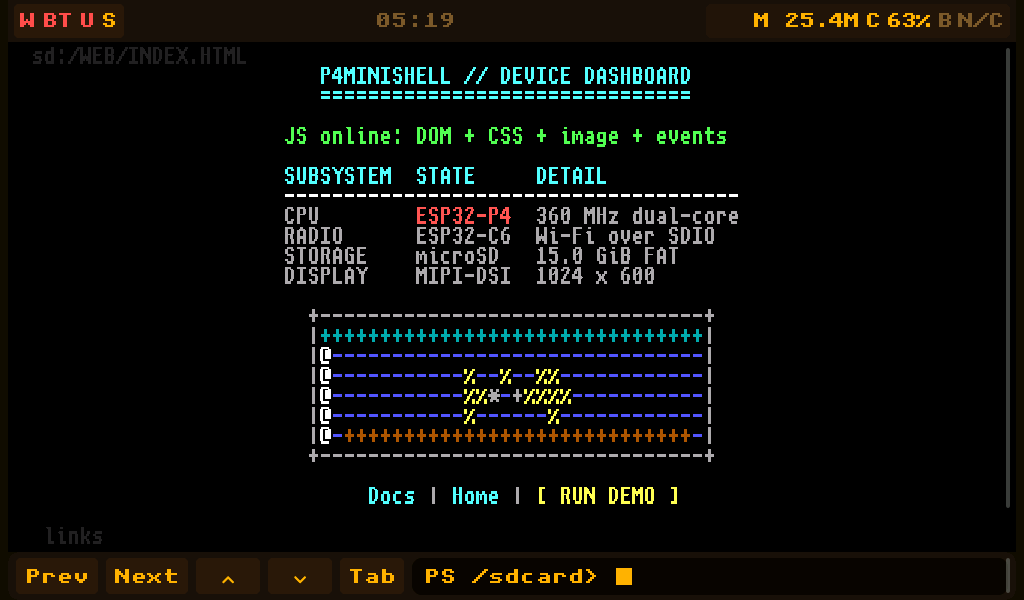 W BT U S 05:19 M 25.4M C 63% B N/C
sd:/WEB/INDEX.HTML
P4MINISHELL // DEVICE DASHBOARD
===============================
JS online: DOM + CSS + image + events
SUBSYSTEM STATE DETAIL
--------------------------------------
CPU ESP32-P4 360 MHz dual-core
RADIO ESP32-C6 Wi-Fi over SDIO
STORAGE microSD 15.0 GiB FAT
DISPLAY MIPI-DSI 1024 x 600
+--------------------------------+
|++++++++++++++++++++++++++++++++|
|@-------------------------------|
|@-----------%--%--%%------------|
|@-----------%%*-+%%%%-----------|
|@-----------%------%------------|
|@-+++++++++++++++++++++++++++++-|
+--------------------------------+
Docs | Home | [ RUN DEMO ]
links
Prev Next ^ v Tab PS /sdcard>